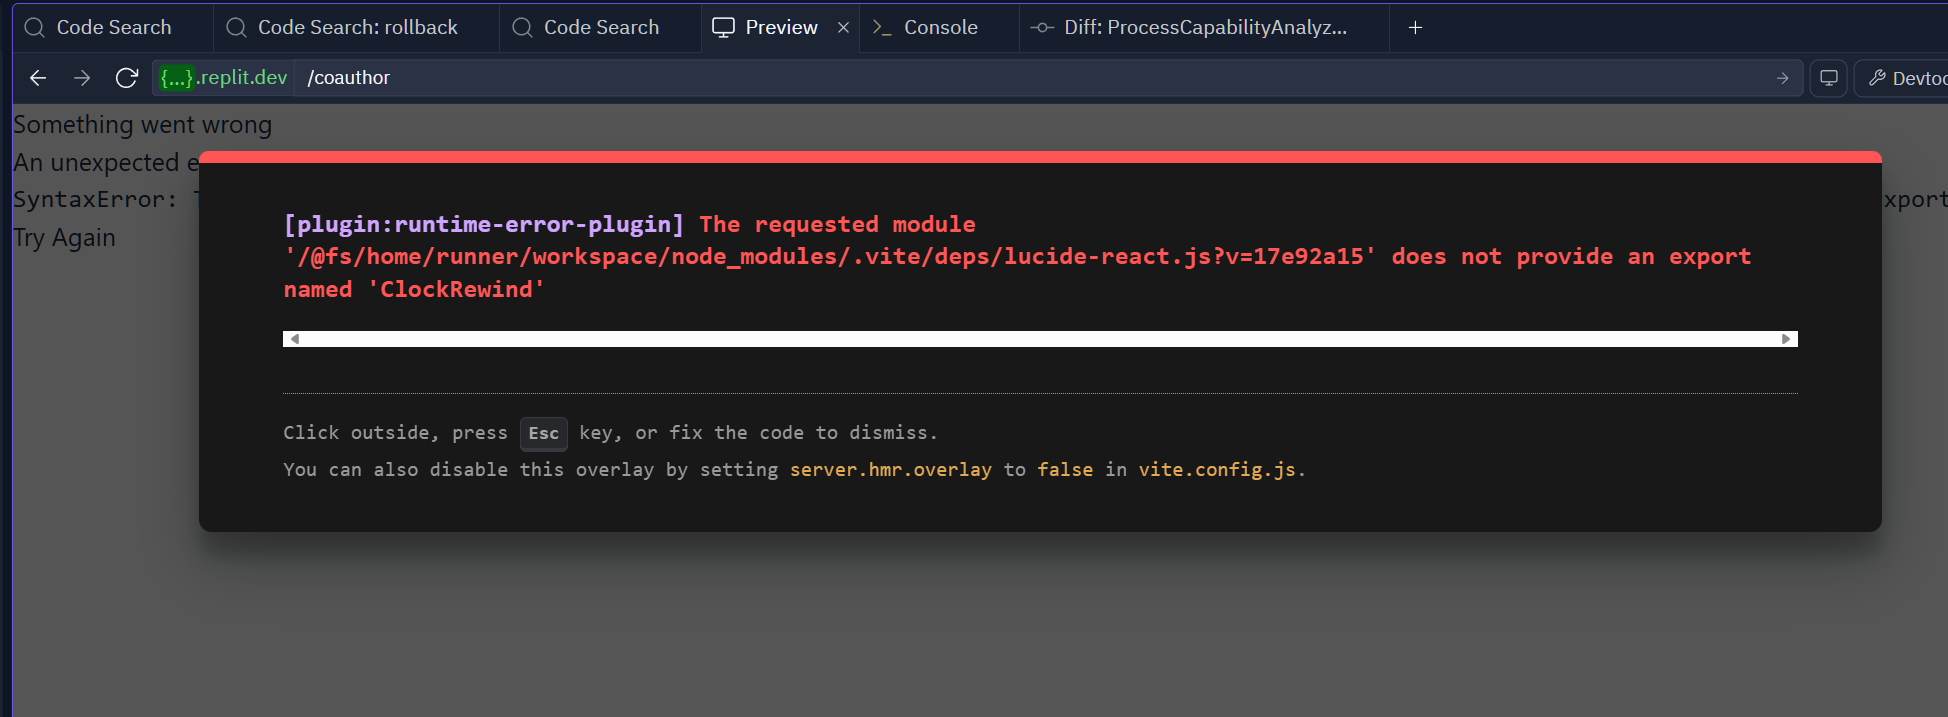 Code Search
Code Search: rollback
Code Search
Preview
Console
Diff: ProcessCapabilityAnalyz...
{...}.replit.dev
/coauthor
Devtoo
Something went wrong
An unexpected e
SyntaxError:
xport
Try Again
[plugin:runtime-error-plugin] The requested module
'/@fs/home/runner/workspace/node_modules/.vite/deps/lucide-react.js?v=17e92a15' does not provide an export
named 'ClockRewind'
Click outside, press Esc key, or fix the code to dismiss.
You can also disable this overlay by setting server.hmr.overlay to false in vite.config.js.